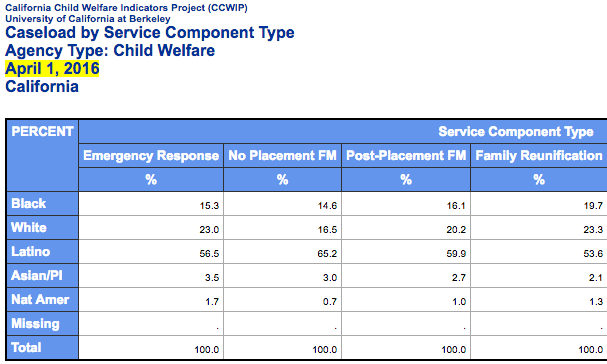 California Child Welfare Indicators Project (CCWIP)
University of California at Berkeley
Caseload by Service Component Type
Agency Type: Child Welfare
April 1, 2016
California
PERCENT Service Component Type
Emergency Response No Placement FM Post-Placement FM Family Reunification
% % % %
Black 15.3 14.6 16.1 19.7
White 23.0 16.5 20.2 23.3
Latino 56.5 65.2 59.9 53.6
Asian/PI 3.5 3.0 2.7 2.1
Nat Amer 1.7 0.7 1.0 1.3
Missing . . . .
Total 100.0 100.0 100.0 100.0